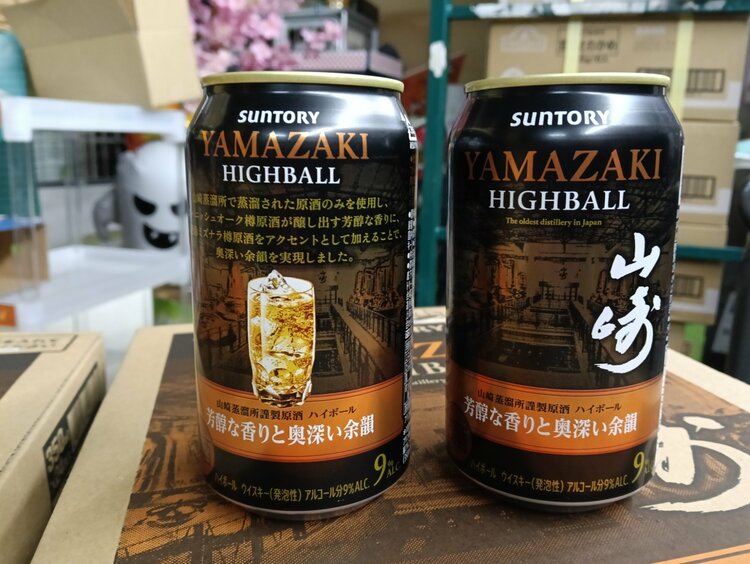 SUNTORY
YAMAZAKI
HIGHBALL
山崎蒸溜所で蒸溜された原酒のみを使用し、
ッシュオーク樽原酒が醸し出す芳醇な香りに、
ミズナラ樽原酒をアクセントとして加えることで、
奥深い余韻を実現しました。
山崎蒸溜所謹製原酒 ハイボール
芳醇な香りと奥深い余韻
ハイボール ウイスキー(発泡性) アルコール分9%ALC.
9% ALC.
SUNTORY
YAMAZAKI
HIGHBALL
The oldest distillery in Japan
山崎
山崎蒸溜所謹製原酒 ハイボール
芳醇な香りと奥深い余韻
ハイボール ウイスキー(発泡性) アルコール分9%ALC.
9%
350ml